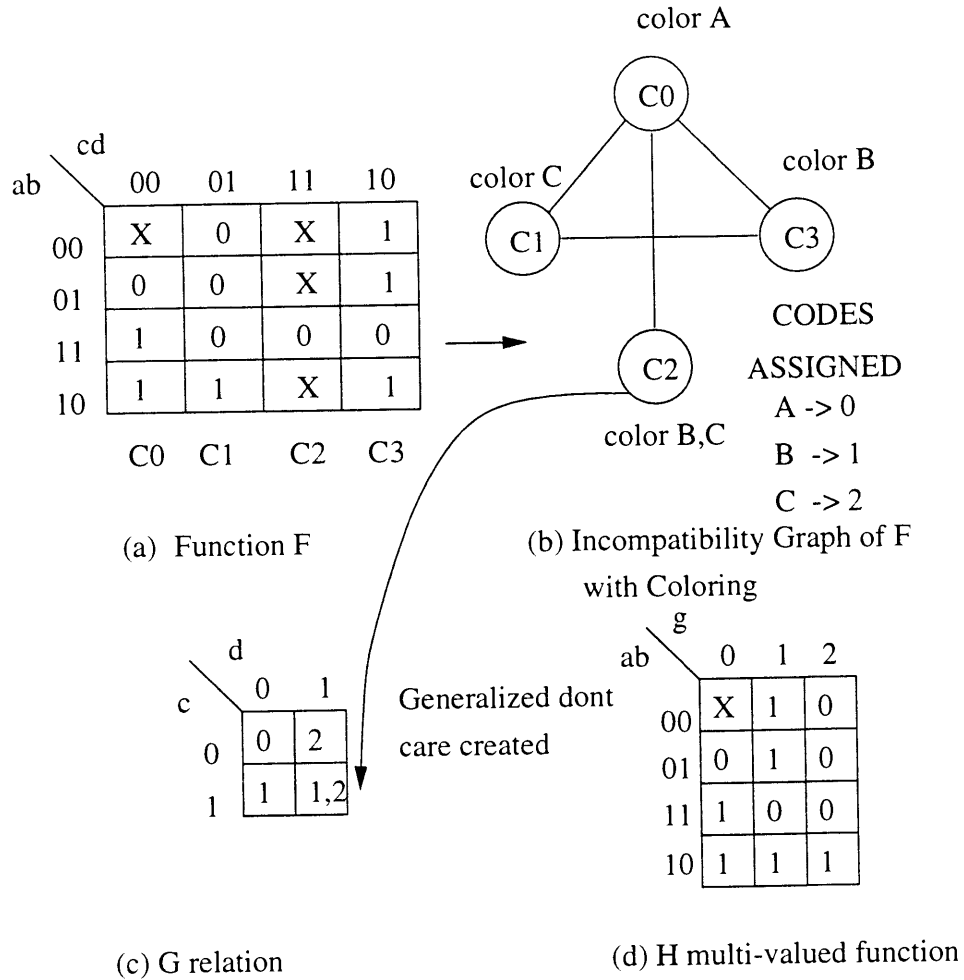 color A
C0
color C
color B
C1
C3
C2
color B,C
CODES
ASSIGNED
A -> 0
B -> 1
C -> 2
cd
ab 00 01 11 10
00 X 0 X 1
01 0 0 X 1
11 1 0 0 0
10 1 1 X 1
C0 C1 C2 C3
(a) Function F
(b) Incompatibility Graph of F
with Coloring
d
c 0 1
0 0 2
1 1 1,2
Generalized dont
care created
g
ab 0 1 2
00 X 1 0
01 0 1 0
11 1 0 0
10 1 1 1
(c) G relation
(d) H multi-valued function